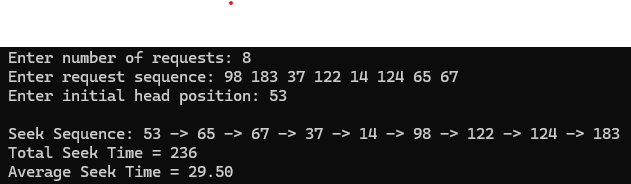 Enter number of requests: 8
Enter request sequence: 98 183 37 122 14 124 65 67
Enter initial head position: 53
Seek Sequence: 53 -> 65 -> 67 -> 37 -> 14 -> 98 -> 122 -> 124 -> 183
Total Seek Time = 236
Average Seek Time = 29.50